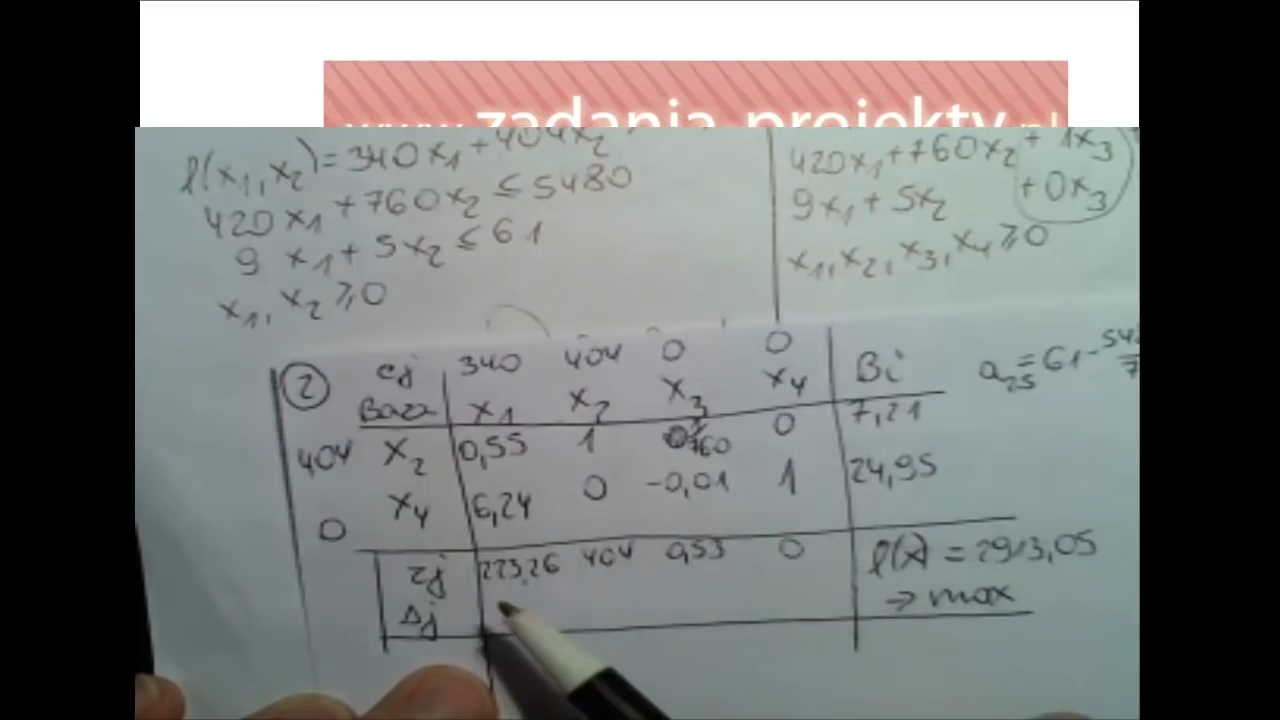 www.zadania-projekty.pl
f(x₁,x₂)=340x₁+404x₂
420x₁+760x₂≤5480
9x₁+5x₂≤61
x₁,x₂≥0
420x₁+760x₂+1x₃
9x₁+5x₂ +0x₃
x₁,x₂,x₃,x₄≥0
② cj 340 404 0 0
Baza x₁ x₂ x₃ x₄ Bi
404 x₂ 0,55 1 1/760 0 7,21
0 x₄ 6,24 0 -0,01 1 24,95
zj 223,26 404 0,53 0 f(x)=2913,05
Δj → max
a₂₅=61-